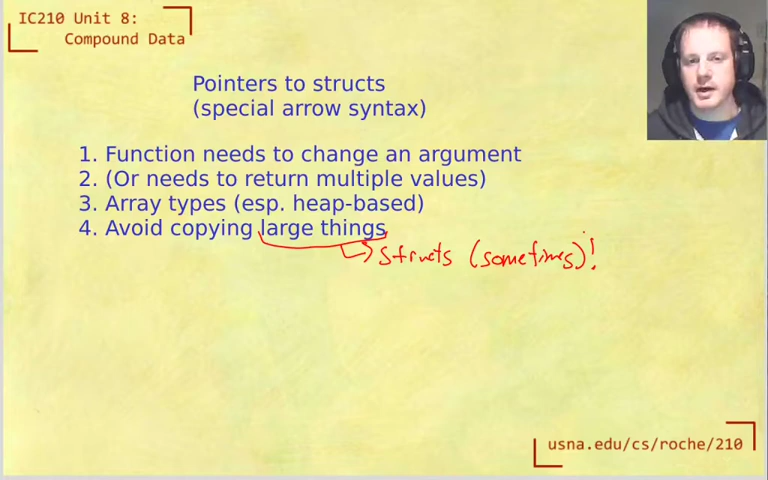 IC210 Unit 8:
Compound Data
Pointers to structs
(special arrow syntax)
1. Function needs to change an argument
2. (Or needs to return multiple values)
3. Array types (esp. heap-based)
4. Avoid copying large things
structs (sometimes)!
usna.edu/cs/roche/210